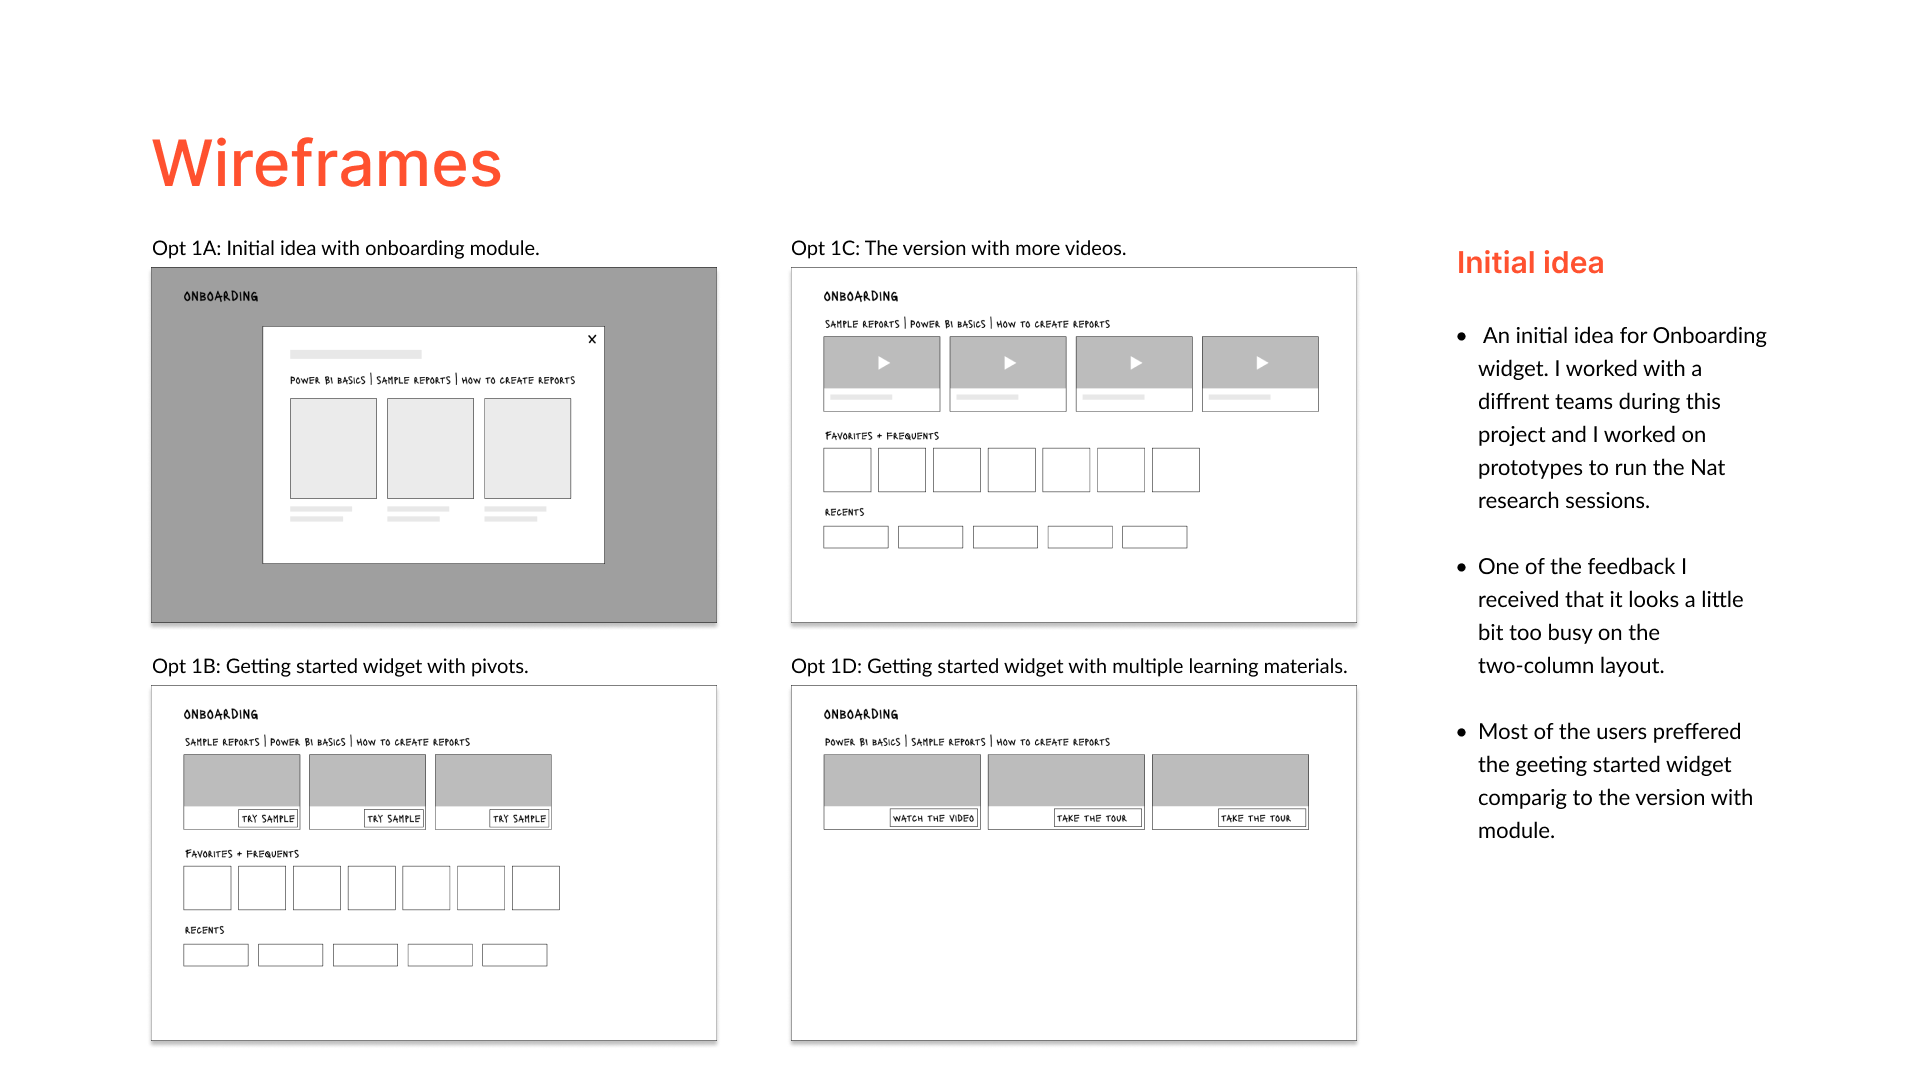 Wireframes
Opt 1A: Initial idea with onboarding module.
ONBOARDING
X
POWER BI BASICS | SAMPLE REPORTS | HOW TO CREATE REPORTS
Opt 1B: Getting started widget with pivots.
ONBOARDING
SAMPLE REPORTS | POWER BI BASICS | HOW TO CREATE REPORTS
TRY SAMPLE
TRY SAMPLE
TRY SAMPLE
FAVORITES + FREQUENTS
RECENTS
Opt 1C: The version with more videos.
ONBOARDING
SAMPLE REPORTS | POWER BI BASICS | HOW TO CREATE REPORTS
FAVORITES + FREQUENTS
RECENTS
Opt 1D: Getting started widget with multiple learning materials.
ONBOARDING
POWER BI BASICS | SAMPLE REPORTS | HOW TO CREATE REPORTS
WATCH THE VIDEO
TAKE THE TOUR
TAKE THE TOUR
Initial idea
• An initial idea for Onboarding
widget. I worked with a
diffrent teams during this
project and I worked on
prototypes to run the Nat
research sessions.
• One of the feedback I
received that it looks a little
bit too busy on the
two-column layout.
• Most of the users preffered
the geeting started widget
comparig to the version with
module.